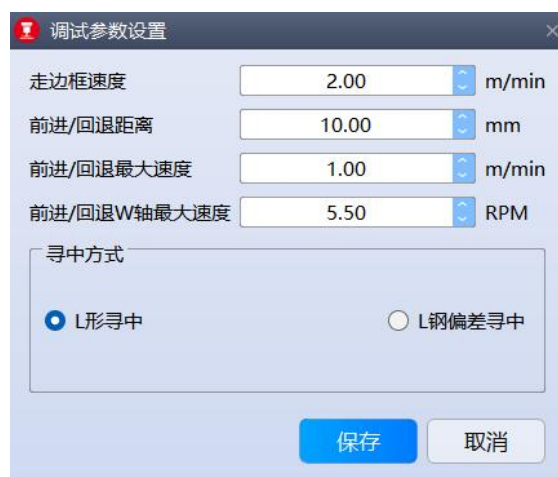 调试参数设置
走边框速度 2.00 m/min
前进/回退距离 10.00 mm
前进/回退最大速度 1.00 m/min
前进/回退W轴最大速度 5.50 RPM
寻中方式
L形寻中 L钢偏差寻中
保存 取消